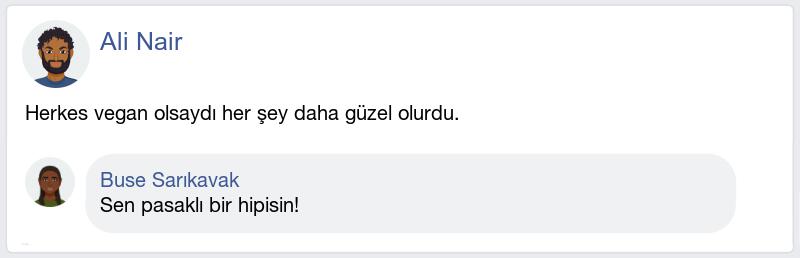 Ali Nair
Herkes vegan olsaydı her şey daha güzel olurdu.
Buse Sarıkavak
Sen pasaklı bir hipisin!